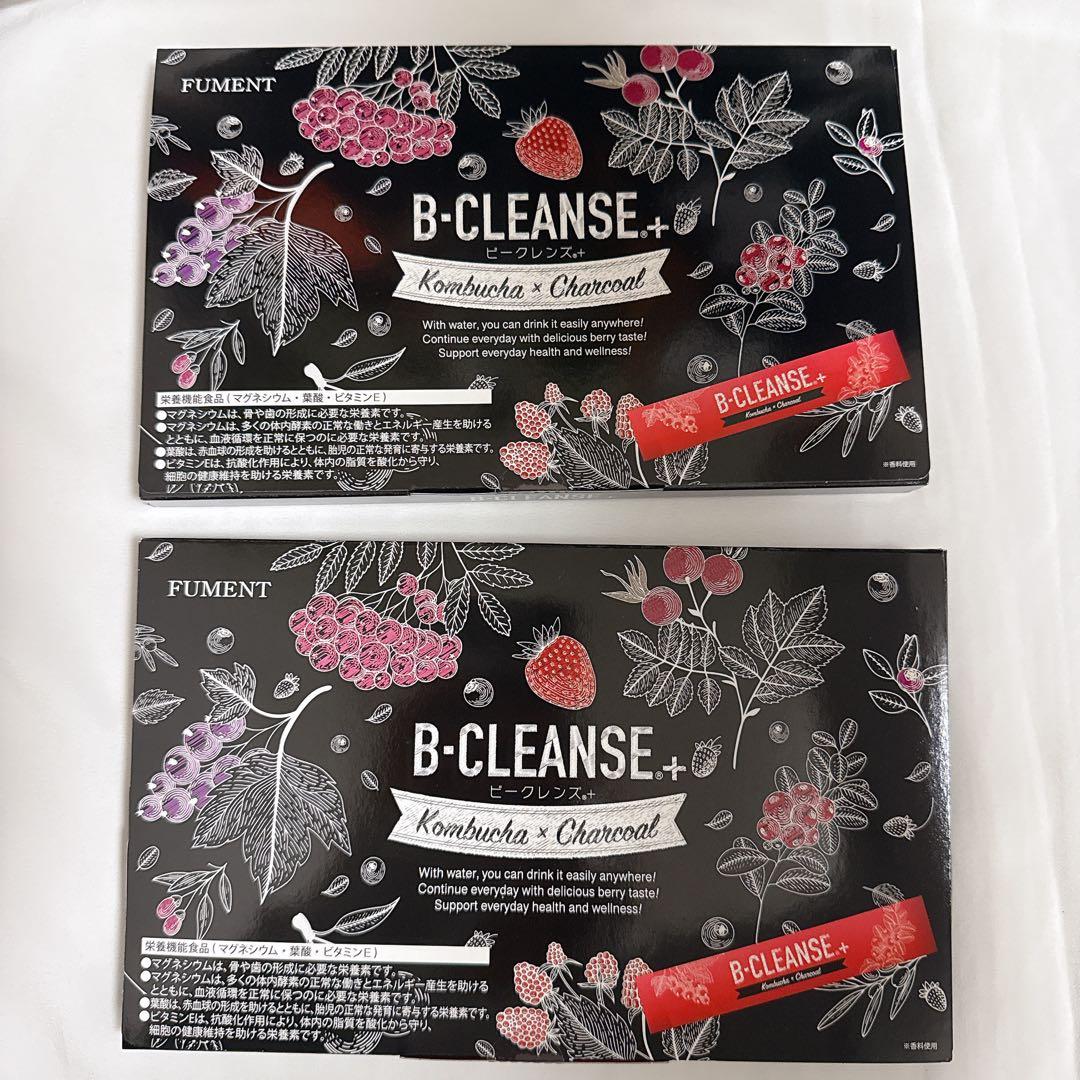 FUMENT
B-CLEANSE®+
ビークレンズ®+
Kombucha × Charcoal
With water, you can drink it easily anywhere!
Continue everyday with delicious berry taste!
Support everyday health and wellness!
B-CLEANSE®+
Kombucha × Charcoal
栄養機能食品(マグネシウム・葉酸・ビタミンE)
●マグネシウムは、骨や歯の形成に必要な栄養素です。
●マグネシウムは、多くの体内酵素の正常な働きとエネルギー産生を助ける
とともに、血液循環を正常に保つのに必要な栄養素です。
●葉酸は、赤血球の形成を助けるとともに、胎児の正常な発育に寄与する栄養素です。
●ビタミンEは、抗酸化作用により、体内の脂質を酸化から守り、
細胞の健康維持を助ける栄養素です。
※香料使用
B-CLEANSE®+
FUMENT
B-CLEANSE®+
ビークレンズ®+
Kombucha × Charcoal
With water, you can drink it easily anywhere!
Continue everyday with delicious berry taste!
Support everyday health and wellness!
B-CLEANSE®+
Kombucha × Charcoal
栄養機能食品(マグネシウム・葉酸・ビタミンE)
●マグネシウムは、骨や歯の形成に必要な栄養素です。
●マグネシウムは、多くの体内酵素の正常な働きとエネルギー産生を助ける
とともに、血液循環を正常に保つのに必要な栄養素です。
●葉酸は、赤血球の形成を助けるとともに、胎児の正常な発育に寄与する栄養素です。
●ビタミンEは、抗酸化作用により、体内の脂質を酸化から守り、
細胞の健康維持を助ける栄養素です。
※香料使用